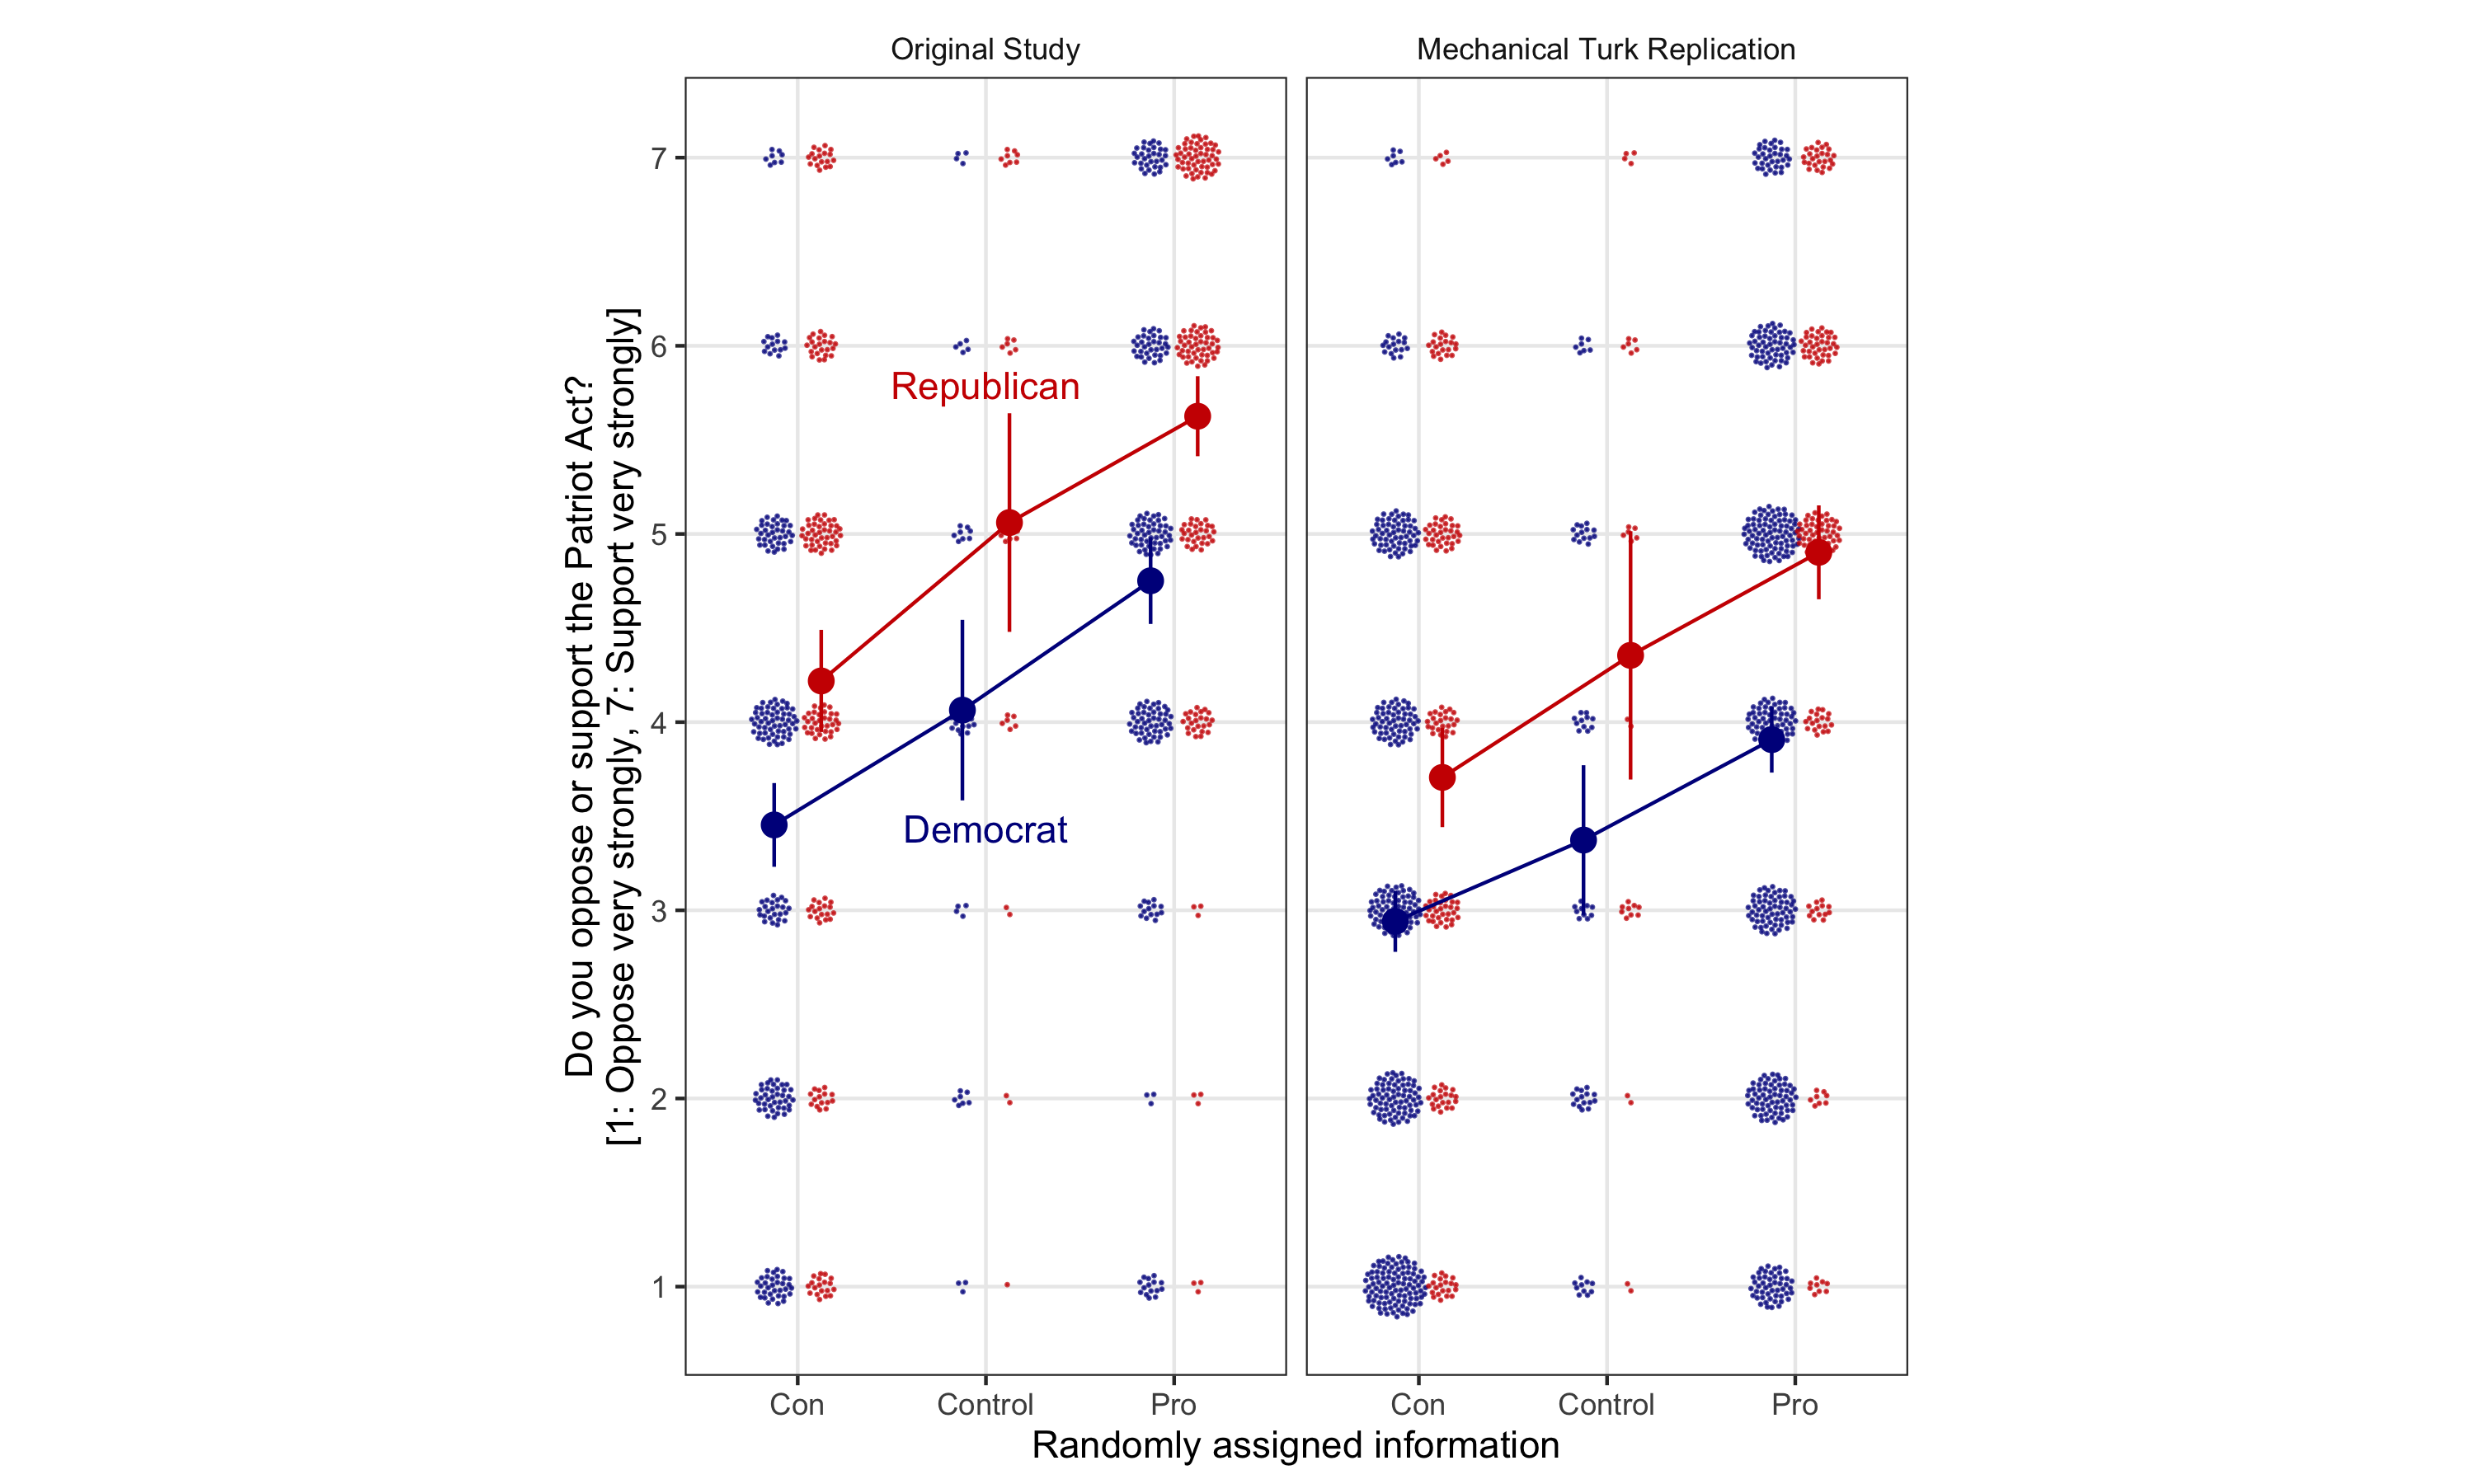 Original Study
Mechanical Turk Replication
Do you oppose or support the Patriot Act?
[1: Oppose very strongly, 7: Support very strongly]
7
6
5
4
3
2
1
Republican
Democrat
Con
Control
Pro
Con
Control
Pro
Randomly assigned information